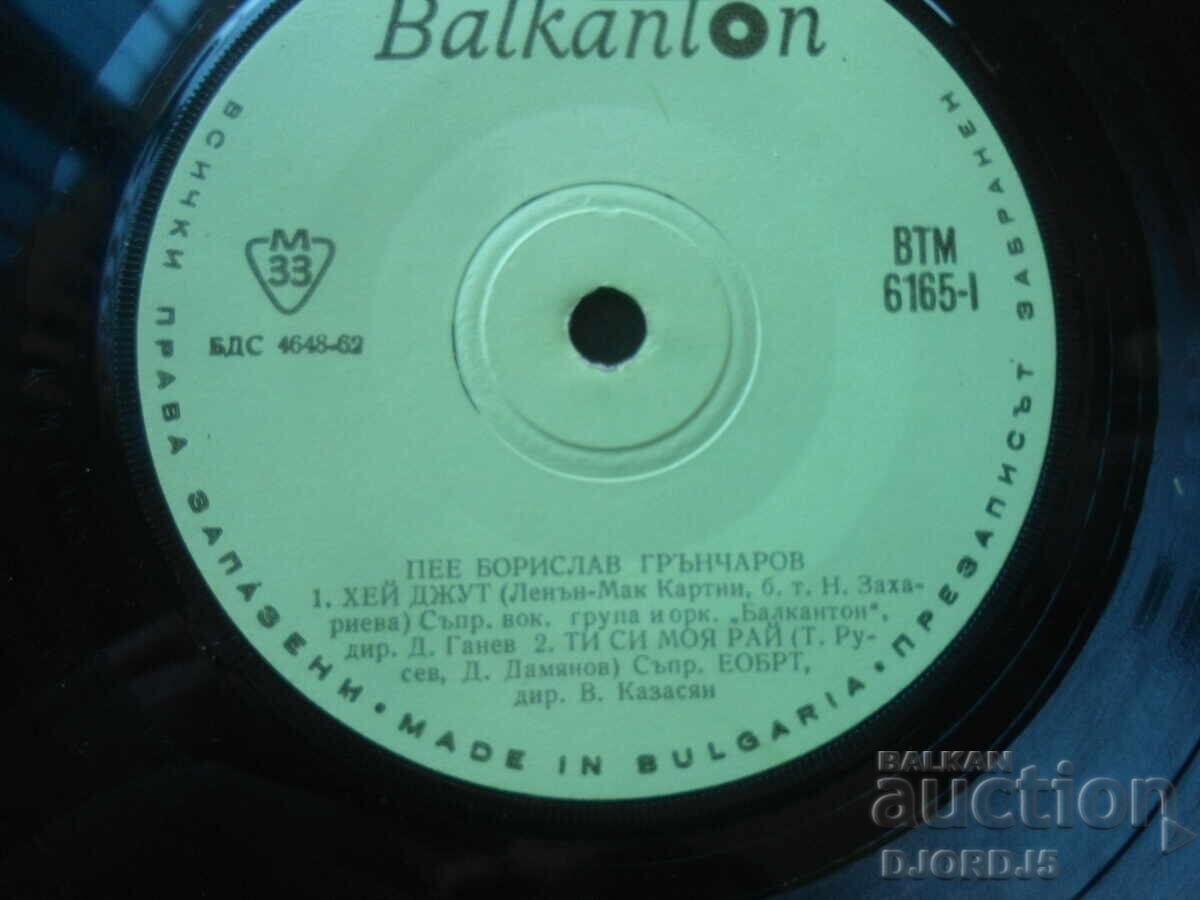 Balkanton
ВСИЧКИ ПРАВА ЗАПАЗЕНИ • MADE IN BULGARIA • ПРЕЗАПИСЪТ ЗАБРАНЕН
М
33
БДС 4648-62
ВТМ
6165-I
ПЕЕ БОРИСЛАВ ГРЪНЧАРОВ
1. ХЕЙ ДЖУТ (Ленън-Мак Картни, б. т. Н. Заха-
риева) Съпр. вок. група и орк. „Балкантон“,
дир. Д. Ганев 2. ТИ СИ МОЯ РАЙ (Т. Ру-
сев, Д. Дамянов) Съпр. ЕОБРТ,
дир. В. Казасян
BALKAN
auction
DJORDJ5